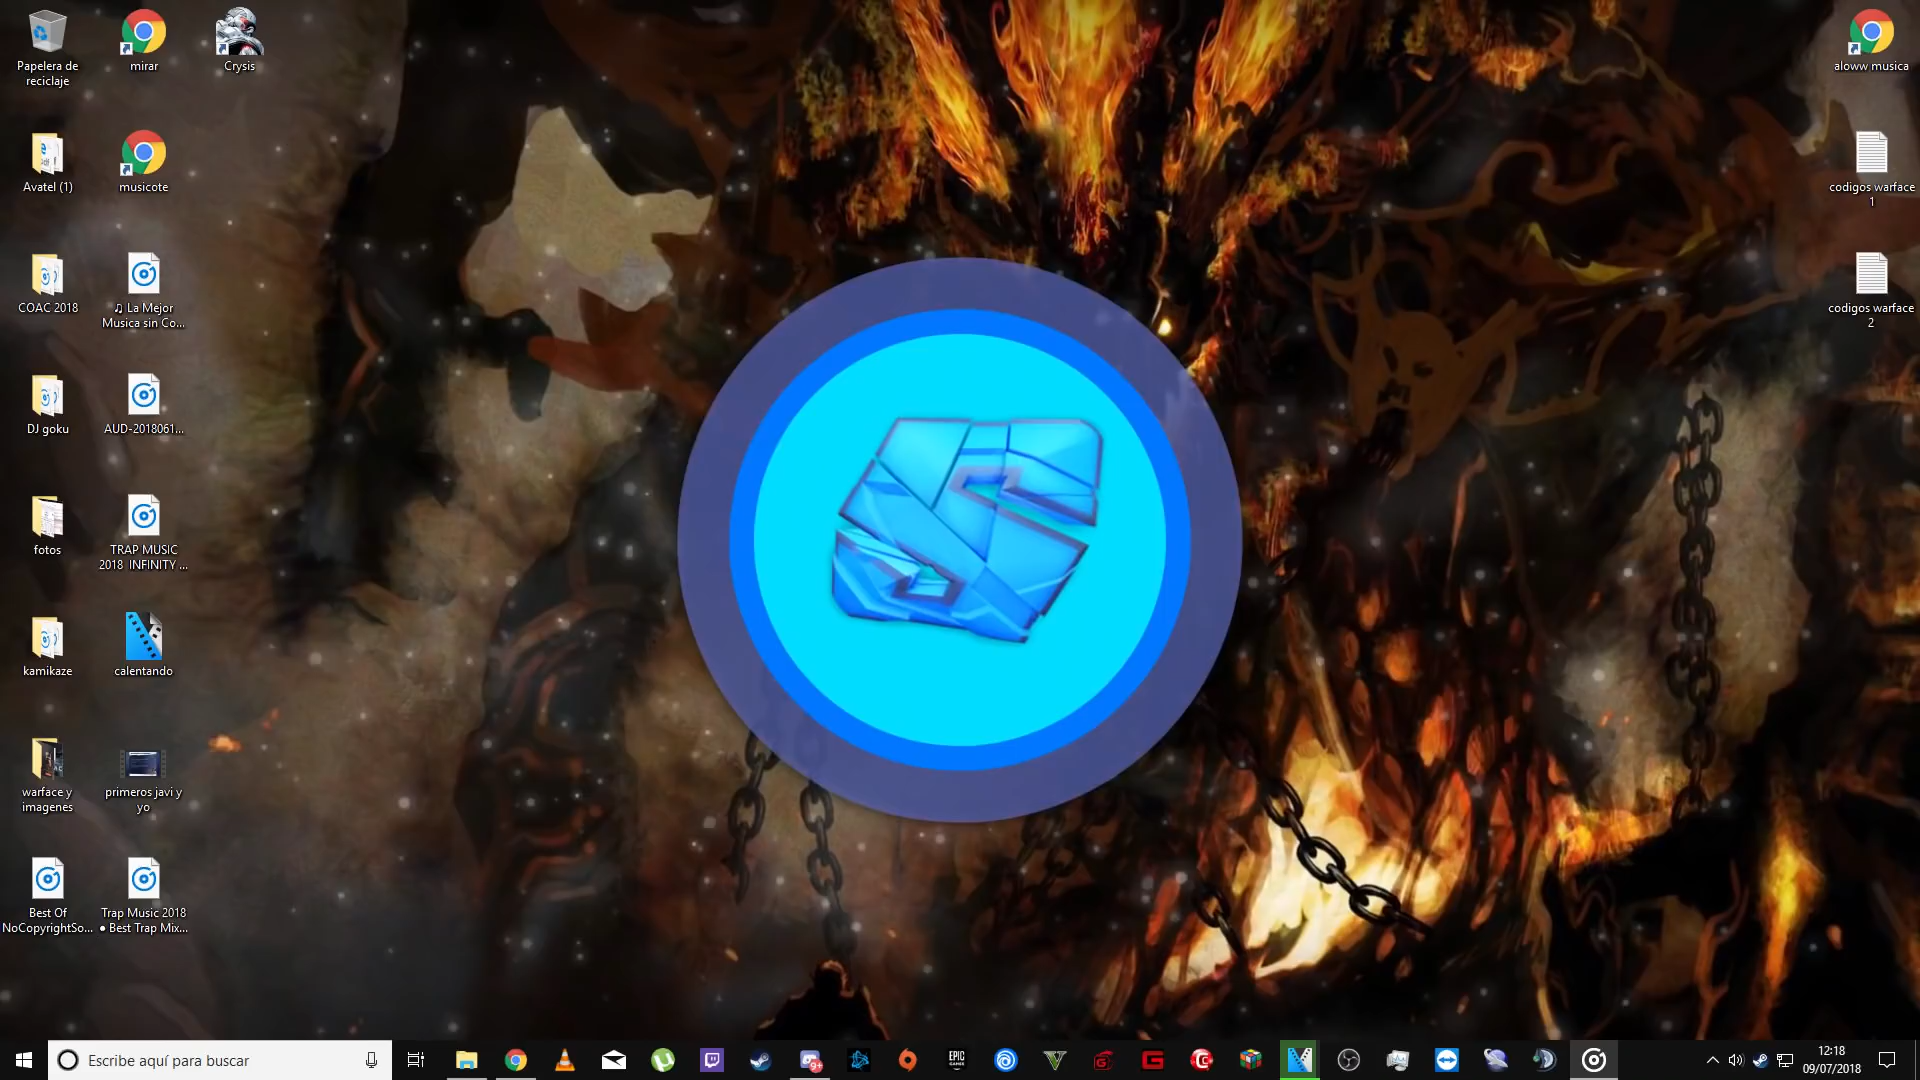 Papelera de
reciclaje
mirar
Crysis
aloww musica
Avatel (1)
musicote
codigos warface
1
COAC 2018
♫ La Mejor
Musica sin Co...
codigos warface
2
DJ goku
AUD-2018061...
fotos
TRAP MUSIC
2018 INFINITY ...
kamikaze
calentando
warface y
imagenes
primeros javi y
yo
Best Of
NoCopyrightSo...
Trap Music 2018
● Best Trap Mix...
Escribe aquí para buscar
EPIC
GAMES
9+
12:18
09/07/2018